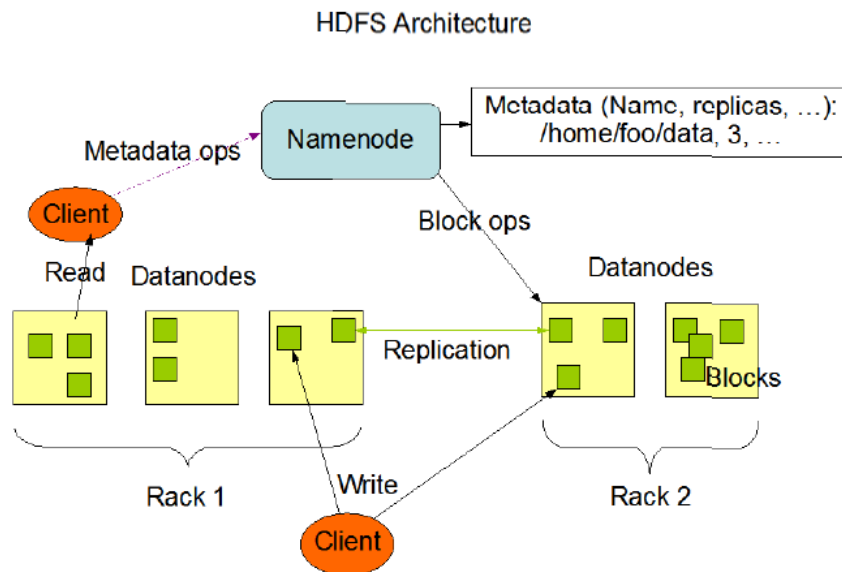 HDFS Architecture
Metadata (Name, replicas, ...):
/home/foo/data, 3, ...
Namenode
Metadata ops
Client
Block ops
Read
Datanodes
Datanodes
Replication
Blocks
Rack 1
Write
Rack 2
Client